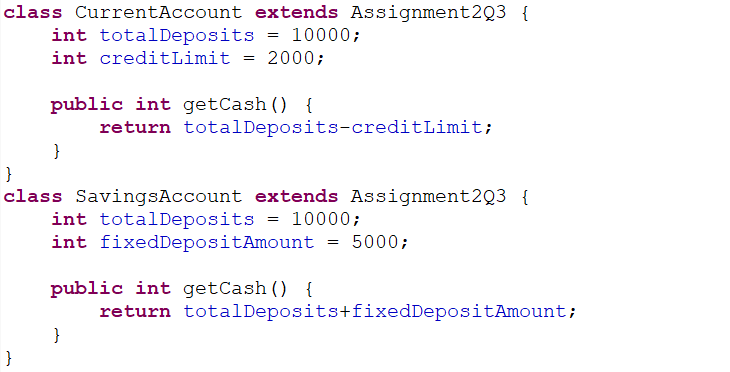 class CurrentAccount extends Assignment2Q3 {
    int totalDeposits = 10000;
    int creditLimit = 2000;

    public int getCash() {
        return totalDeposits-creditLimit;
    }
}
class SavingsAccount extends Assignment2Q3 {
    int totalDeposits = 10000;
    int fixedDepositAmount = 5000;

    public int getCash() {
        return totalDeposits+fixedDepositAmount;
    }
}